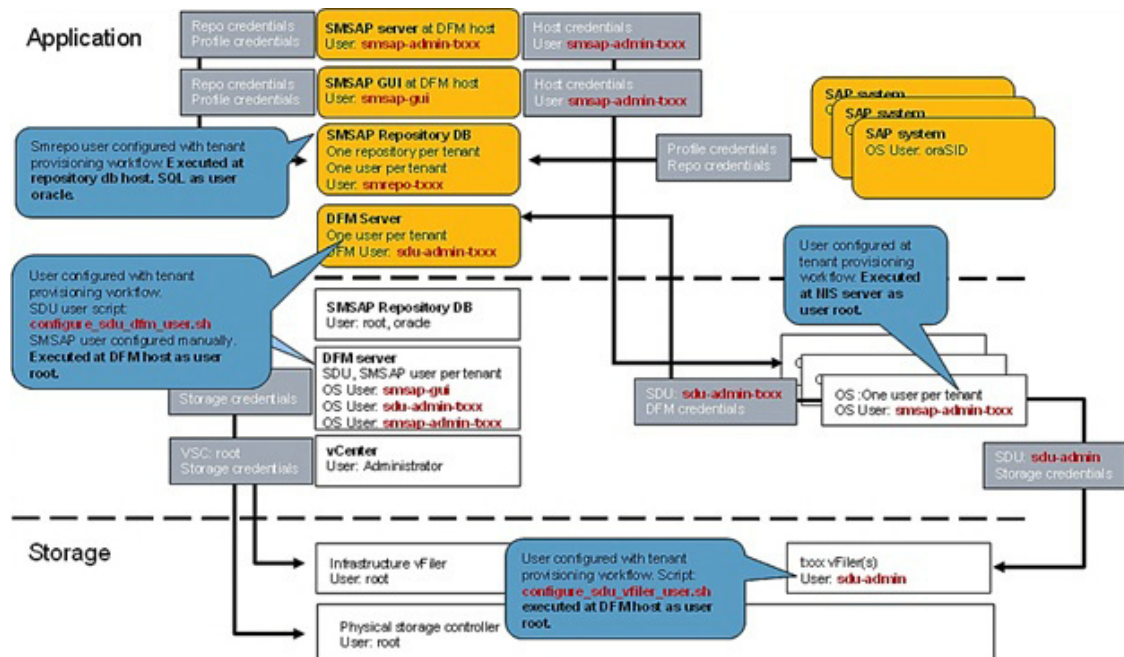 Application
Repo credentials
Profile credentials
SMSAP server at DFM host
User: smsap-admin-txxx
Host credentials
User smsap-admin-txxx
Repo credentials
Profile credentials
SMSAP GUI at DFM host
User: smsap-gui
Host credentials
User smsap-admin-txxx
SAP system
SAP system
SAP system
OS User: oraSID
Smrepo user configured with tenant
provisioning workflow. Executed at
repository db host. SQL as user
oracle.
SMSAP Repository DB
One repository per tenant
One user per tenant
User: smrepo-txxx
Profile credentials
Repo credentials
DFM Server
One user per tenant
DFM User: sdu-admin-txxx
User configured at
tenant provisioning
workflow. Executed
at NIS server as
user root.
User configured with tenant
provisioning workflow.
SDU user script:
configure_sdu_dfm_user.sh
SMSAP user configured manually.
Executed at DFM host as user
root.
SMSAP Repository DB
User: root, oracle
DFM server
SDU, SMSAP user per tenant
OS User: smsap-gui
OS User: sdu-admin-txxx
OS User: smsap-admin-txxx
Storage credentials
SDU: sdu-admin-txxx
DFM credentials
OS :One user per tenant
OS User: smsap-admin-txxx
VSC: root
Storage credentials
vCenter
User: Administrator
SDU: sdu-admin
Storage credentials
Storage
Infrastructure vFiler
User: root
User configured with tenant
provisioning workflow. Script:
configure_sdu_vfiler_user.sh
executed at DFM host as user
root.
txxx vFiler(s)
User: sdu-admin
Physical storage controller
User: root